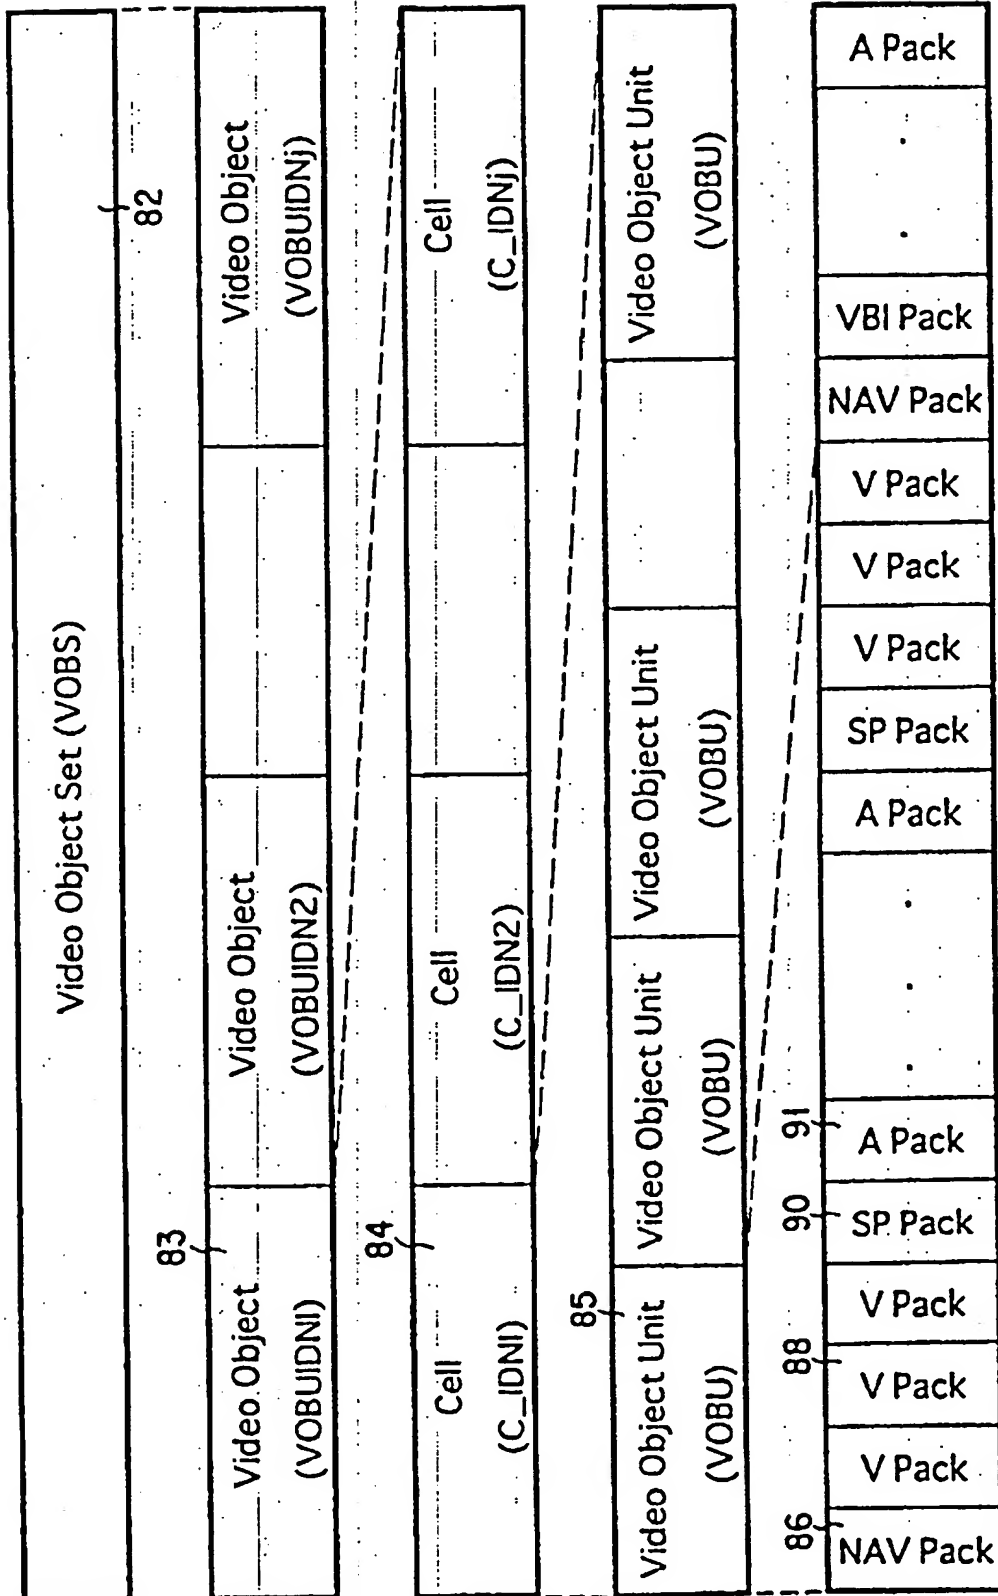 Video Object Set (VOBS)
82
83
Video Object
(VOBUIDN1)
Video Object
(VOBUIDN2)
Video Object
(VOBUIDNj)
84
Cell
(C_IDN1)
Cell
(C_IDN2)
Cell
(C_IDNj)
85
Video Object Unit
(VOBU)
Video Object Unit
(VOBU)
Video Object Unit
(VOBU)
...
Video Object Unit
(VOBU)
86
88
90
91
NAV Pack
V Pack
V Pack
V Pack
SP Pack
A Pack
. . .
A Pack
SP Pack
V Pack
V Pack
V Pack
NAV Pack
VBI Pack
. .
A Pack